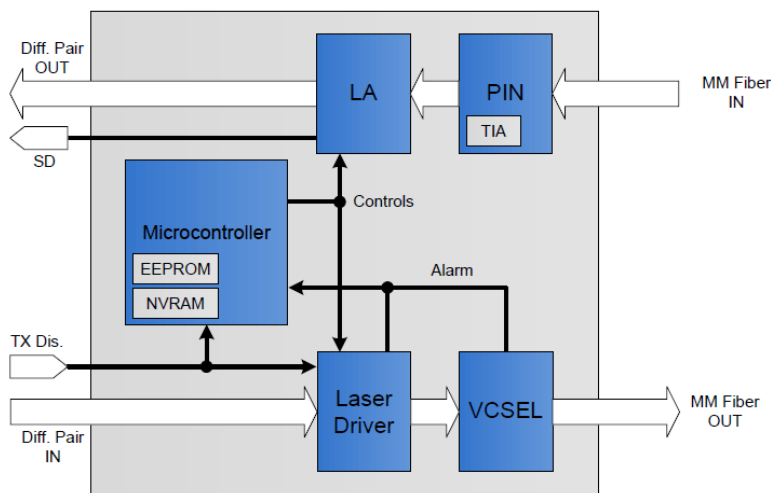 Diff. Pair
OUT
LA
PIN
TIA
MM Fiber
IN
SD
Microcontroller
EEPROM
NVRAM
Controls
Alarm
TX Dis.
Laser
Driver
VCSEL
MM Fiber
OUT
Diff. Pair
IN